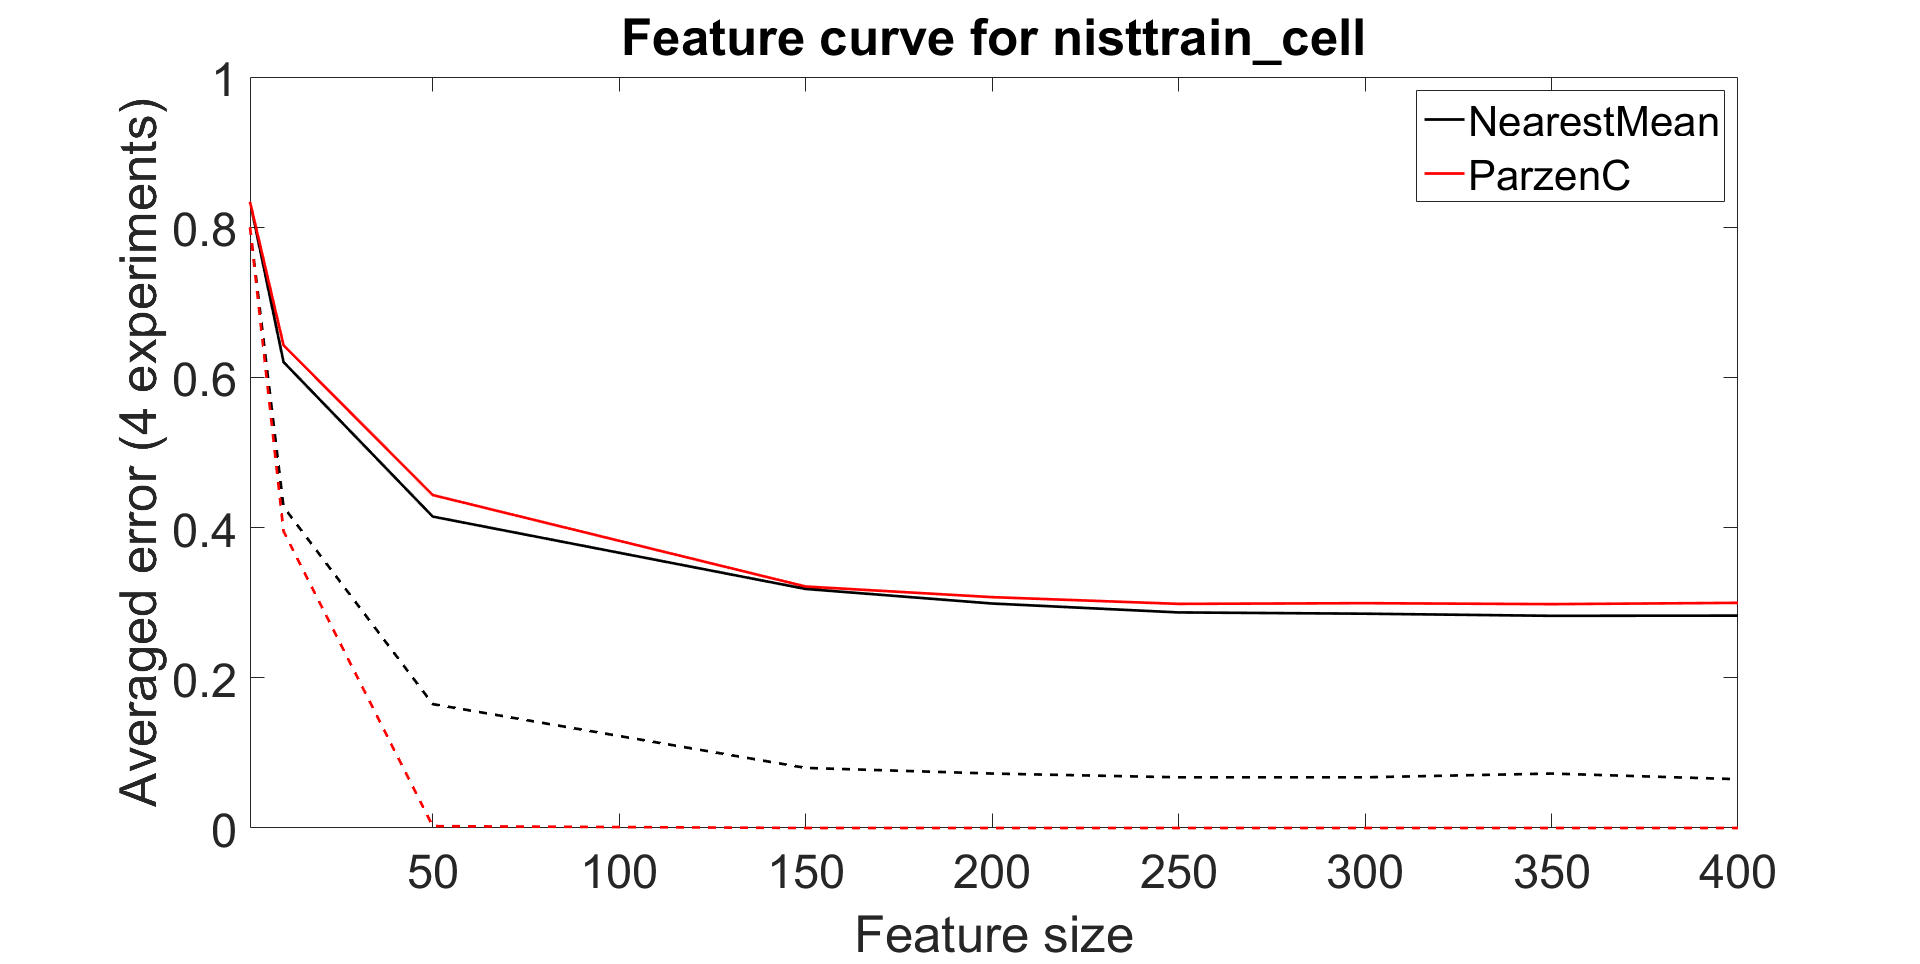 Feature curve for nisttrain_cell
NearestMean
ParzenC
Averaged error (4 experiments)
1
0.8
0.6
0.4
0.2
0
50 100 150 200 250 300 350 400
Feature size